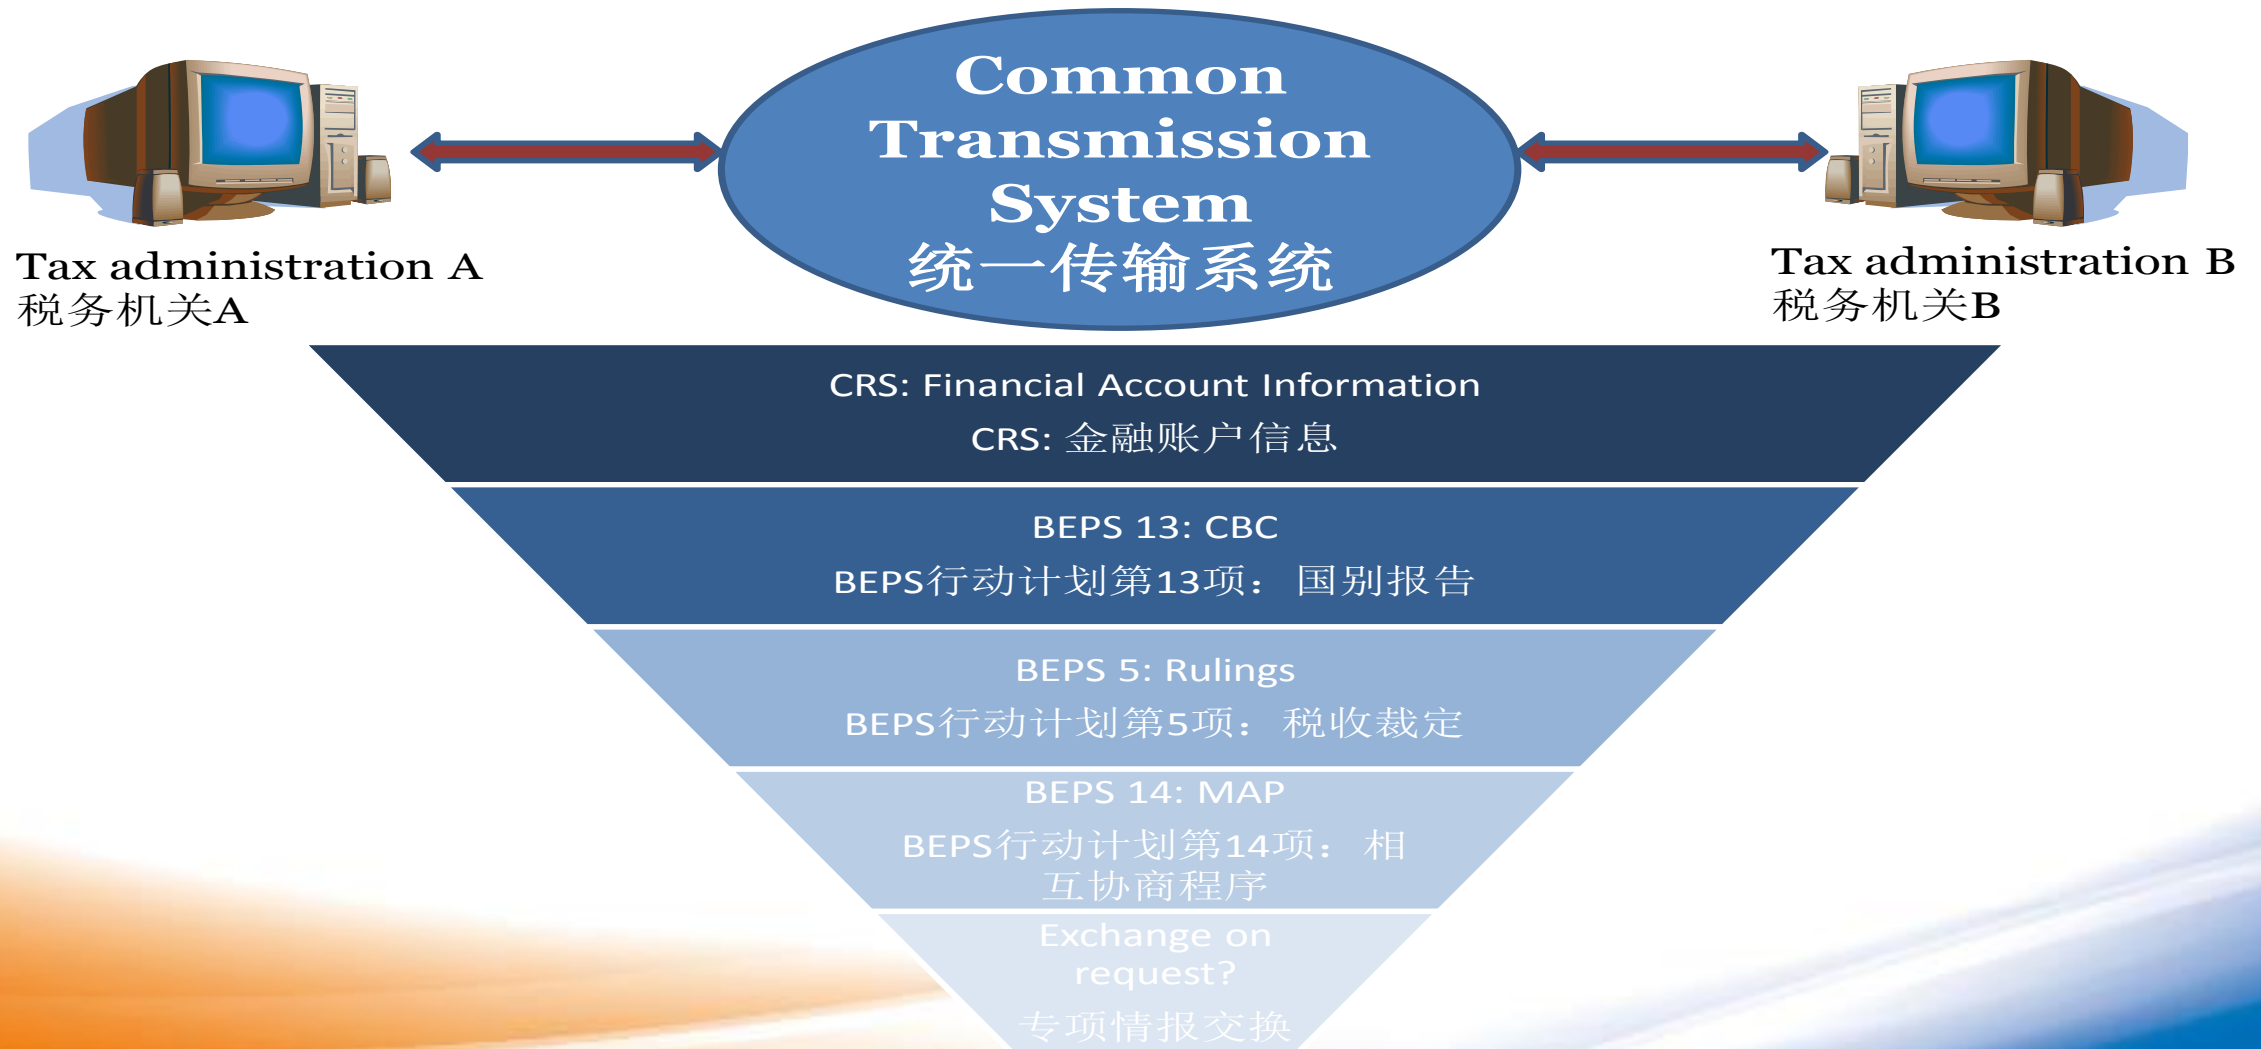 Common
Transmission
System
统一传输系统
Tax administration A
税务机关A
Tax administration B
税务机关B
CRS: Financial Account Information
CRS: 金融账户信息
BEPS 13: CBC
BEPS行动计划第13项：国别报告
BEPS 5: Rulings
BEPS行动计划第5项：税收裁定
BEPS 14: MAP
BEPS行动计划第14项：相
互协商程序
Exchange on
request?
专项情报交换